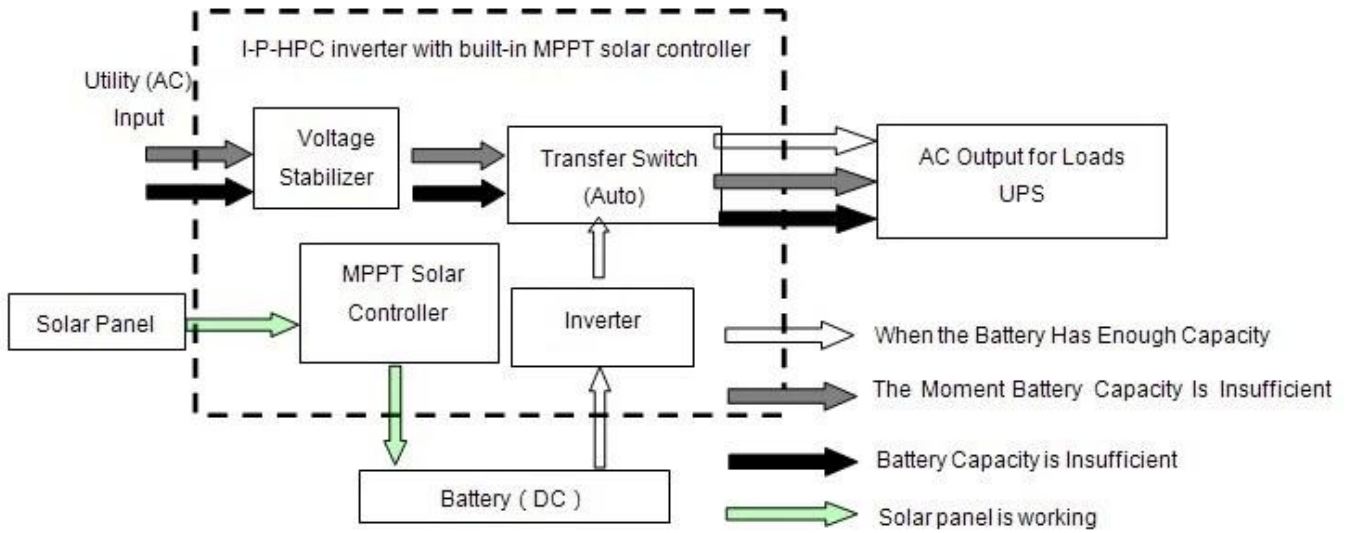 I-P-HPC inverter with built-in MPPT solar controller
Utility (AC)
Input
Voltage
Stabilizer
Transfer Switch
(Auto)
AC Output for Loads
UPS
MPPT Solar
Controller
Solar Panel
Inverter
When the Battery Has Enough Capacity
The Moment Battery Capacity Is Insufficient
Battery Capacity is Insufficient
Battery ( DC )
Solar panel is working